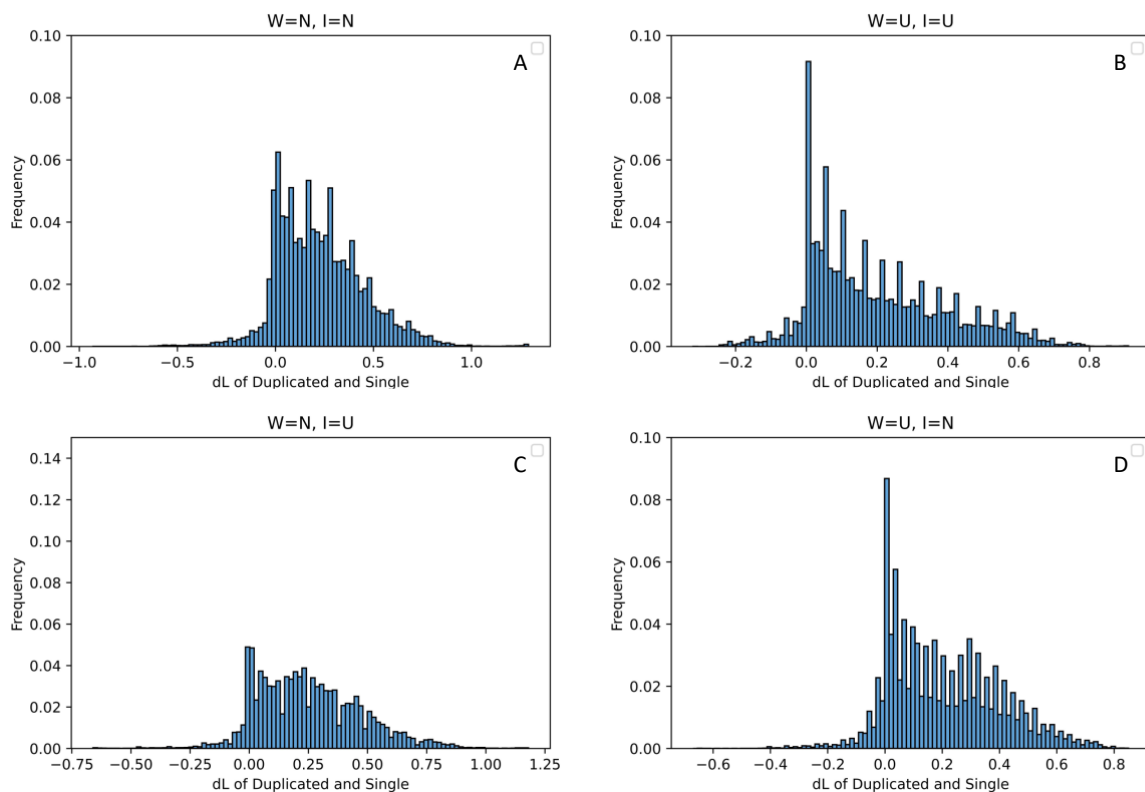 W=N, I=N
A
0.10
0.08
0.06
0.04
0.02
0.00
Frequency
−1.0 −0.5 0.0 0.5 1.0
dL of Duplicated and Single
W=U, I=U
B
0.10
0.08
0.06
0.04
0.02
0.00
Frequency
−0.2 0.0 0.2 0.4 0.6 0.8
dL of Duplicated and Single
W=N, I=U
C
0.14
0.12
0.10
0.08
0.06
0.04
0.02
0.00
Frequency
−0.75 −0.50 −0.25 0.00 0.25 0.50 0.75 1.00 1.25
dL of Duplicated and Single
W=U, I=N
D
0.10
0.08
0.06
0.04
0.02
0.00
Frequency
−0.6 −0.4 −0.2 0.0 0.2 0.4 0.6 0.8
dL of Duplicated and Single